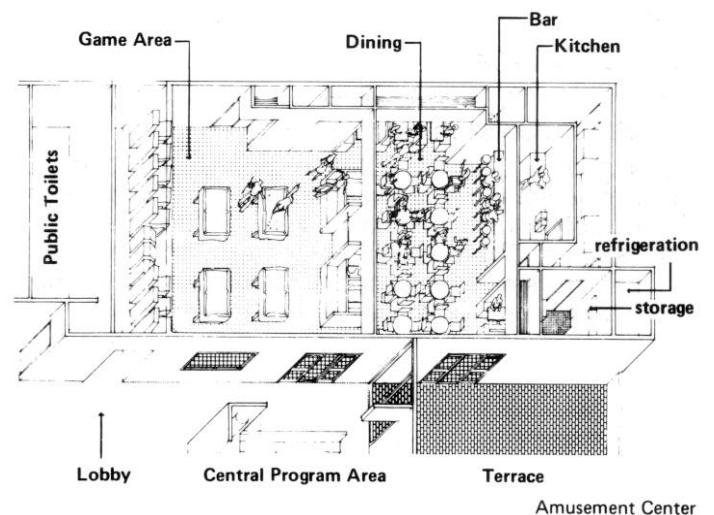 Bar
Game Area
Dining
Kitchen
Public Toilets
refrigeration
storage
Lobby
Central Program Area
Terrace
Amusement Center